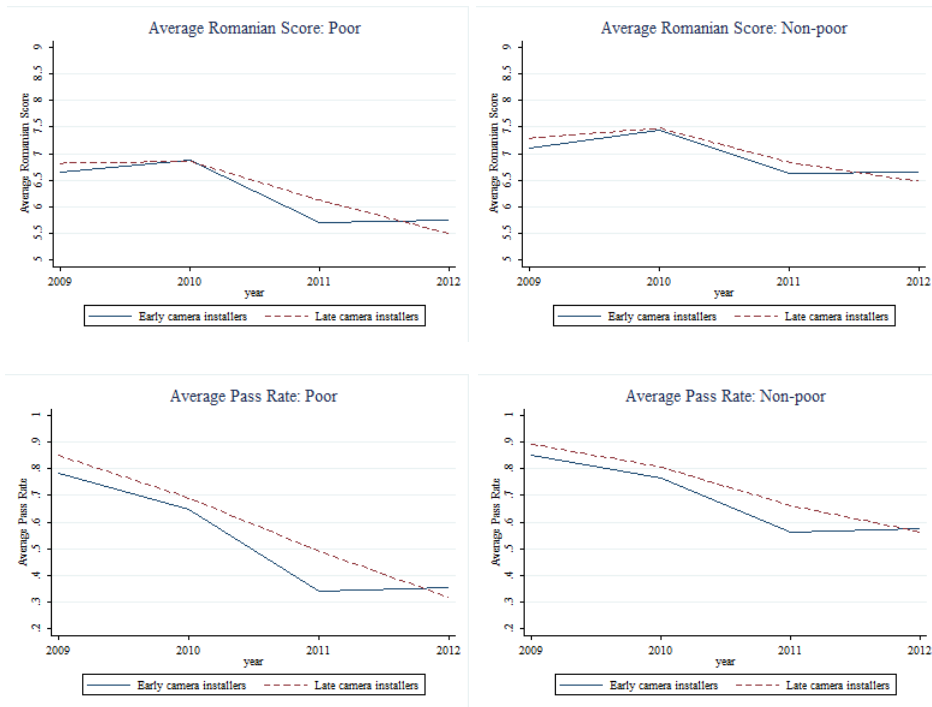 Average Romanian Score: Poor
Average Romanian Score
9
8.5
8
7.5
7
6.5
6
5.5
5
2009 2010 2011 2012
year
Early camera installers Late camera installers
Average Romanian Score: Non-poor
Average Romanian Score
9
8.5
8
7.5
7
6.5
6
5.5
5
2009 2010 2011 2012
year
Early camera installers Late camera installers
Average Pass Rate: Poor
Average Pass Rate
1
.9
.8
.7
.6
.5
.4
.3
.2
2009 2010 2011 2012
year
Early camera installers Late camera installers
Average Pass Rate: Non-poor
Average Pass Rate
1
.9
.8
.7
.6
.5
.4
.3
.2
2009 2010 2011 2012
year
Early camera installers Late camera installers